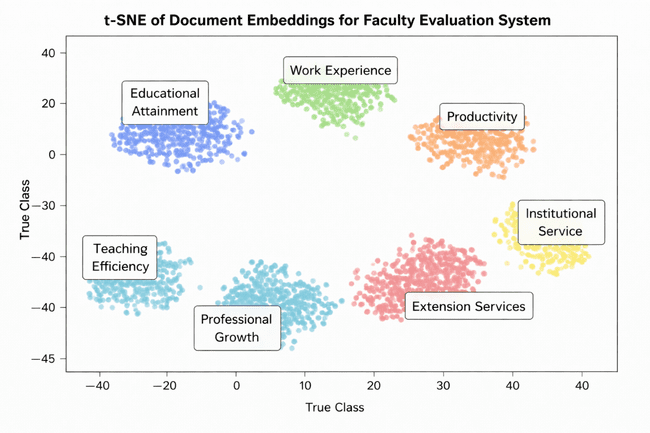 t-SNE of Document Embeddings for Faculty Evaluation System
40
20
0
−30
−40
−40
−45
True Class
Work Experience
Educational
Attainment
Productivity
Institutional
Service
Teaching
Efficiency
Extension Services
Professional
Growth
−40
−20
0
10
20
30
40
40
True Class